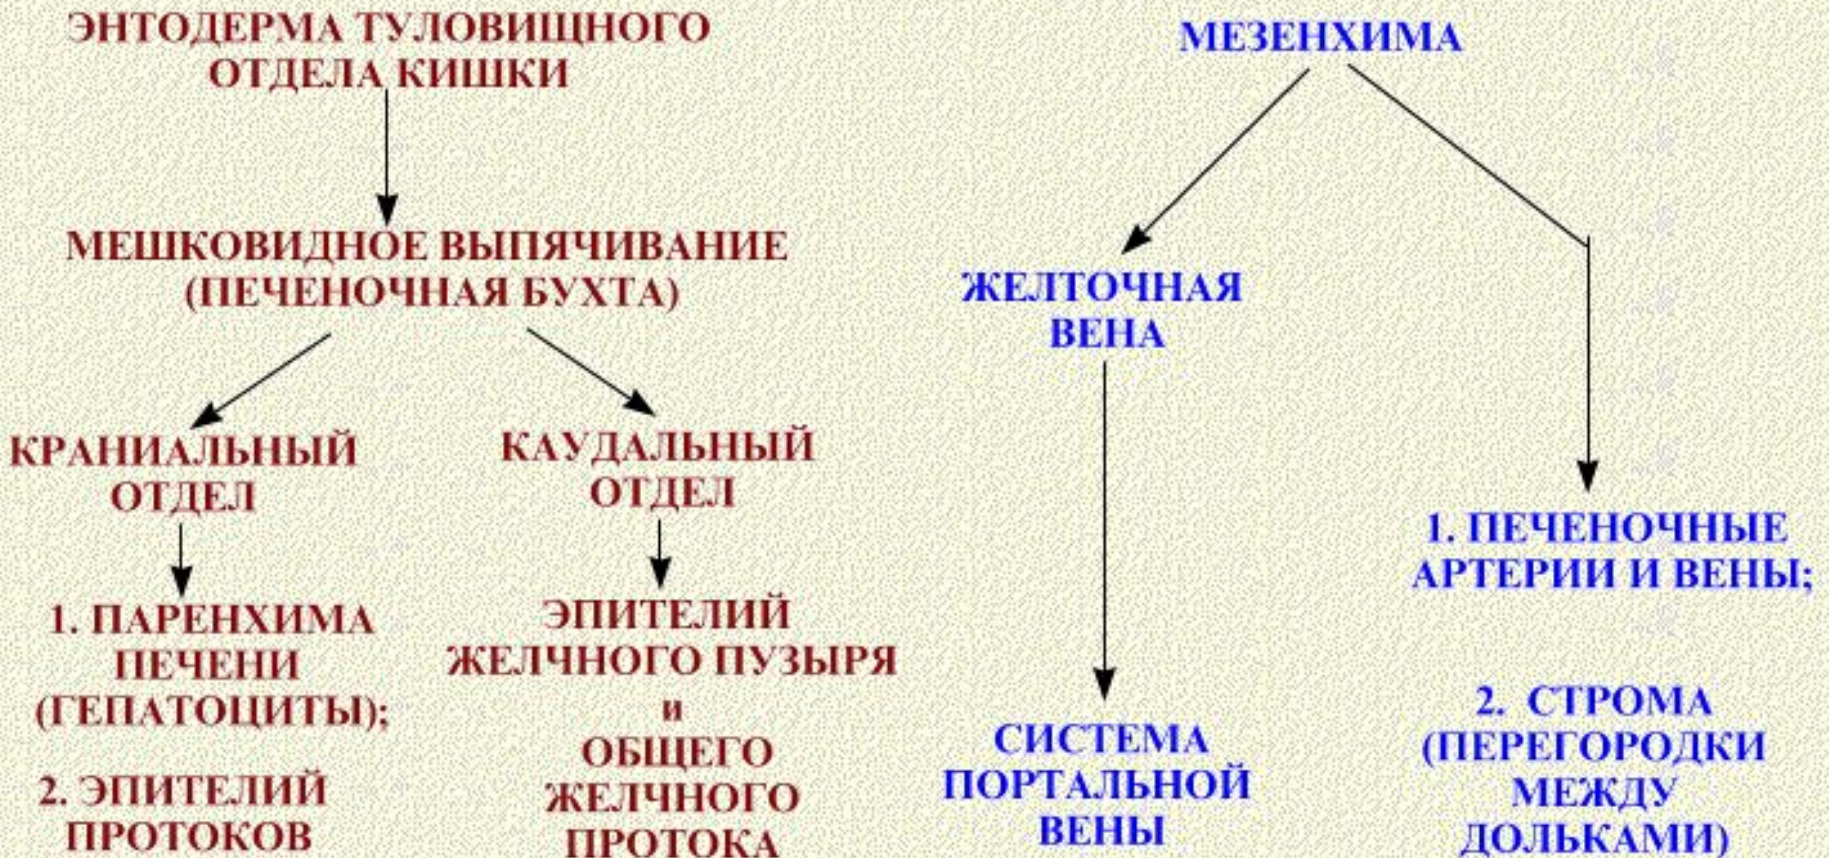 ЭНТОДЕРМА ТУЛОВИЩНОГО
ОТДЕЛА КИШКИ
МЕШКОВИДНОЕ ВЫПЯЧИВАНИЕ
(ПЕЧЕНОЧНАЯ БУХТА)
КРАНИАЛЬНЫЙ
ОТДЕЛ
1. ПАРЕНХИМА
ПЕЧЕНИ
(ГЕПАТОЦИТЫ);
2. ЭПИТЕЛИЙ
ПРОТОКОВ
КАУДАЛЬНЫЙ
ОТДЕЛ
ЭПИТЕЛИЙ
ЖЕЛЧНОГО ПУЗЫРЯ
и
ОБЩЕГО
ЖЕЛЧНОГО
ПРОТОКА
МЕЗЕНХИМА
ЖЕЛТОЧНАЯ
ВЕНА
СИСТЕМА
ПОРТАЛЬНОЙ
ВЕНЫ
1. ПЕЧЕНОЧНЫЕ
АРТЕРИИ И ВЕНЫ;
2. СТРОМА
(ПЕРЕГОРОДКИ
МЕЖДУ
ДОЛЬКАМИ)